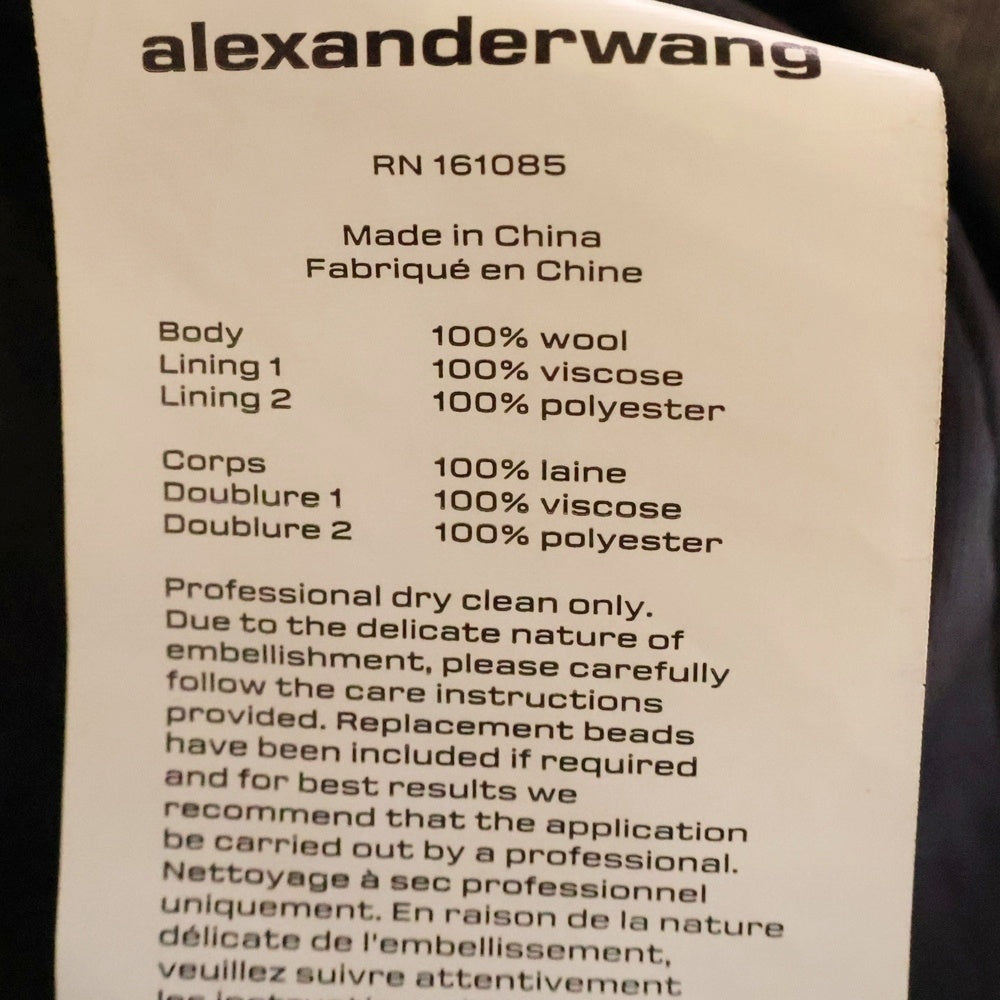 alexanderwang
RN 161085
Made in China
Fabriqué en Chine
Body 100% wool
Lining 1 100% viscose
Lining 2 100% polyester
Corps 100% laine
Doublure 1 100% viscose
Doublure 2 100% polyester
Professional dry clean only.
Due to the delicate nature of
embellishment, please carefully
follow the care instructions
provided. Replacement beads
have been included if required
and for best results we
recommend that the application
be carried out by a professional.
Nettoyage à sec professionnel
uniquement. En raison de la nature
délicate de l'embellissement,
veuillez suivre attentivement